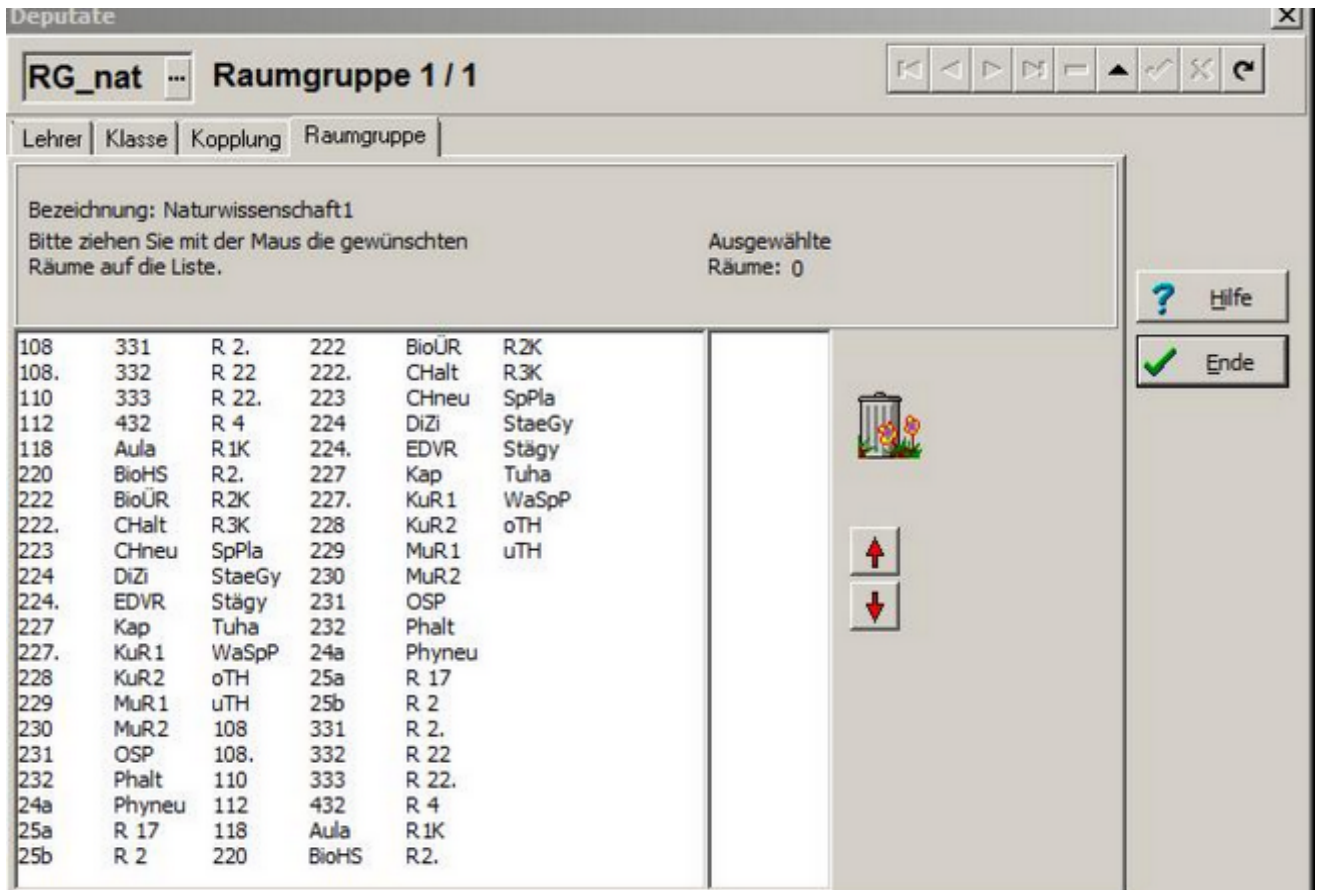 Deputate
RG_nat ... Raumgruppe 1 / 1
Lehrer Klasse Kopplung Raumgruppe
Bezeichnung: Naturwissenschaft1
Bitte ziehen Sie mit der Maus die gewünschten
Räume auf die Liste.
Ausgewählte
Räume: 0
Hilfe
Ende
108 331 R 2. 222 BioÜR R2K
108. 332 R 22 222. CHalt R3K
110 333 R 22. 223 CHneu SpPla
112 432 R 4 224 DiZi StaeGy
118 Aula R1K 224. EDVR Stägy
220 BioHS R2. 227 Kap Tuha
222 BioÜR R2K 227. KuR1 WaSpP
222. CHalt R3K 228 KuR2 oTH
223 CHneu SpPla 229 MuR1 uTH
224 DiZi StaeGy 230 MuR2
224. EDVR Stägy 231 OSP
227 Kap Tuha 232 Phalt
227. KuR1 WaSpP 24a Phyneu
228 KuR2 oTH 25a R 17
229 MuR1 uTH 25b R 2
230 MuR2 108 331 R 2.
231 OSP 108. 332 R 22
232 Phalt 110 333 R 22.
24a Phyneu 112 432 R 4
25a R 17 118 Aula R1K
25b R 2 220 BioHS R2.